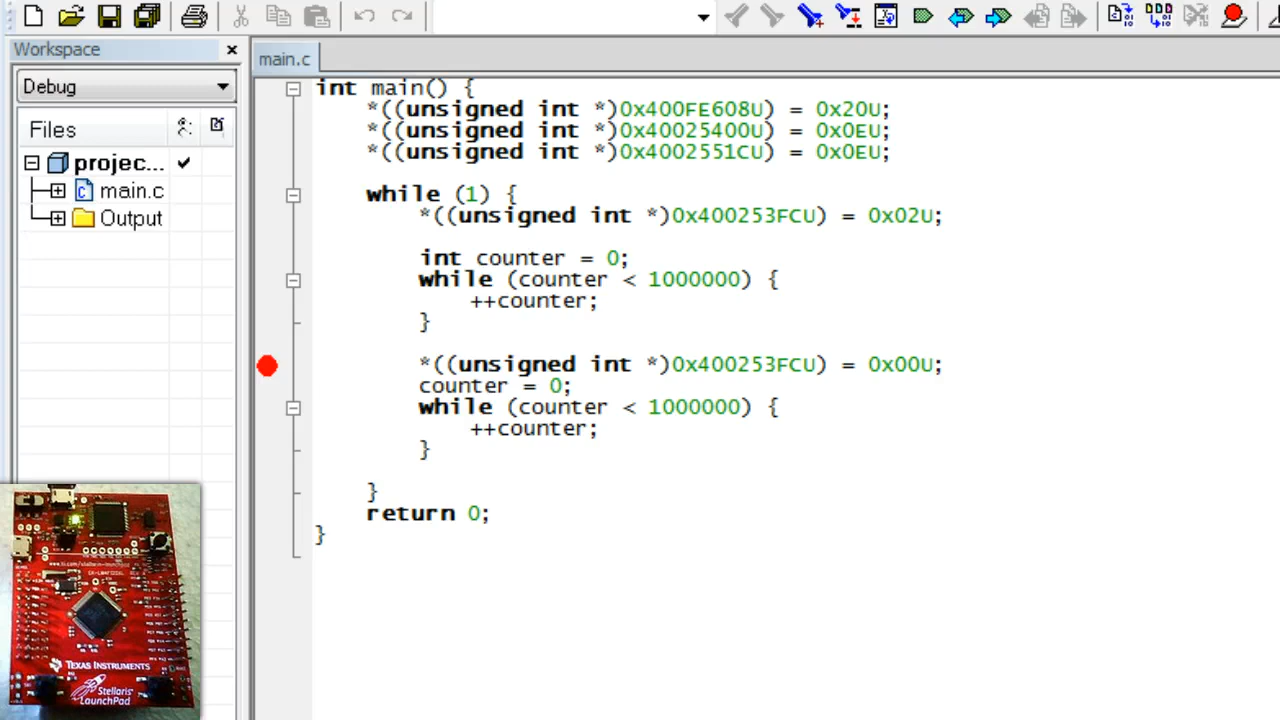 Workspace
main.c
Debug
Files
projec...
main.c
Output
int main() {
*((unsigned int *)0x400FE608U) = 0x20U;
*((unsigned int *)0x40025400U) = 0x0EU;
*((unsigned int *)0x4002551CU) = 0x0EU;
while (1) {
*((unsigned int *)0x400253FCU) = 0x02U;
int counter = 0;
while (counter < 1000000) {
++counter;
}
*((unsigned int *)0x400253FCU) = 0x00U;
counter = 0;
while (counter < 1000000) {
++counter;
}
}
return 0;
}
TEXAS INSTRUMENTS
Stellaris
LaunchPad